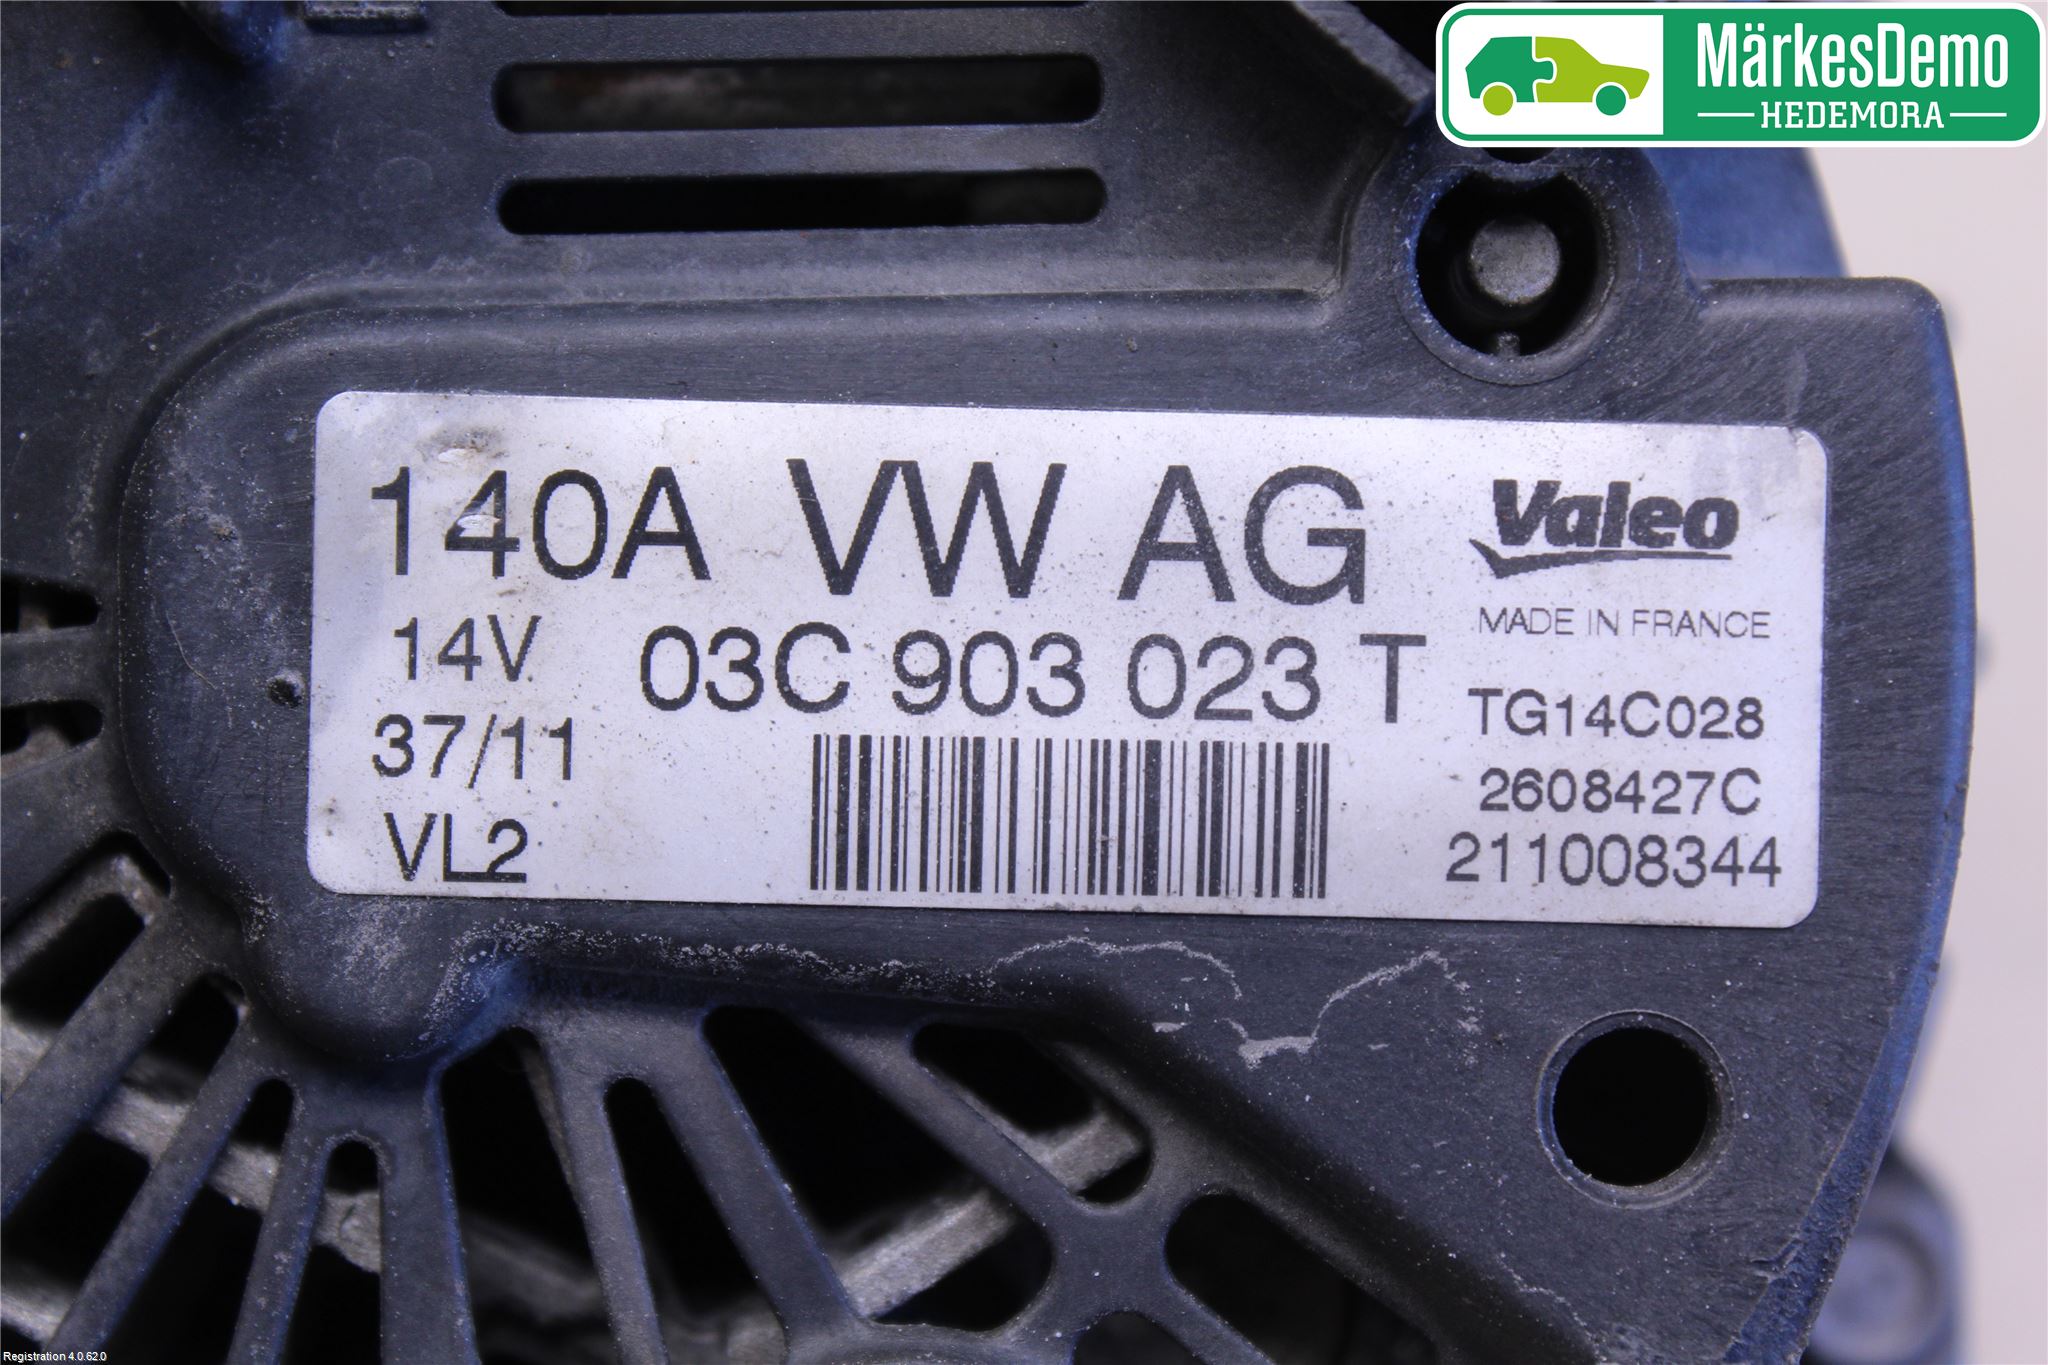 MärkesDemo
HEDEMORA
140A VW AG
Valeo
MADE IN FRANCE
14V
03C 903 023 T
TG14C028
37/11
2608427C
VL2
211008344
Registration 4.0.62.0